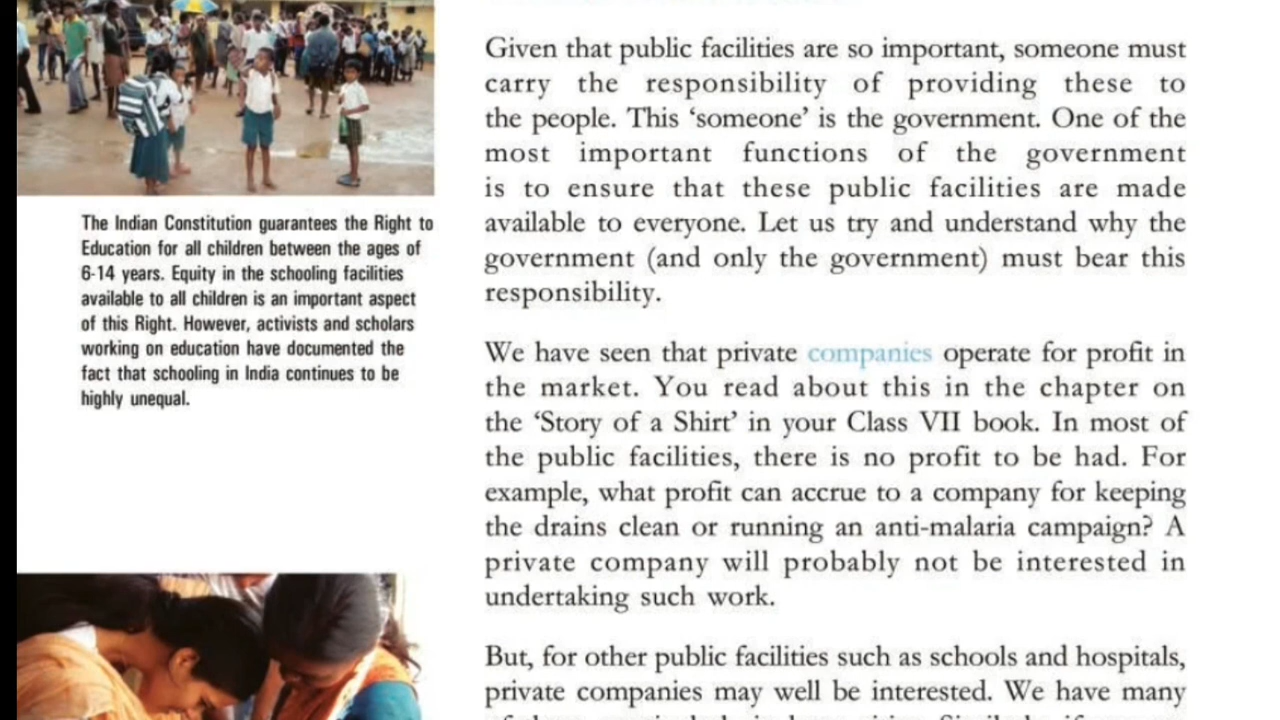 The Indian Constitution guarantees the Right to
Education for all children between the ages of
6-14 years. Equity in the schooling facilities
available to all children is an important aspect
of this Right. However, activists and scholars
working on education have documented the
fact that schooling in India continues to be
highly unequal.
Given that public facilities are so important, someone must
carry the responsibility of providing these to
the people. This ‘someone’ is the government. One of the
most important functions of the government
is to ensure that these public facilities are made
available to everyone. Let us try and understand why the
government (and only the government) must bear this
responsibility.
We have seen that private companies operate for profit in
the market. You read about this in the chapter on
the ‘Story of a Shirt’ in your Class VII book. In most of
the public facilities, there is no profit to be had. For
example, what profit can accrue to a company for keeping
the drains clean or running an anti-malaria campaign? A
private company will probably not be interested in
undertaking such work.
But, for other public facilities such as schools and hospitals,
private companies may well be interested. We have many